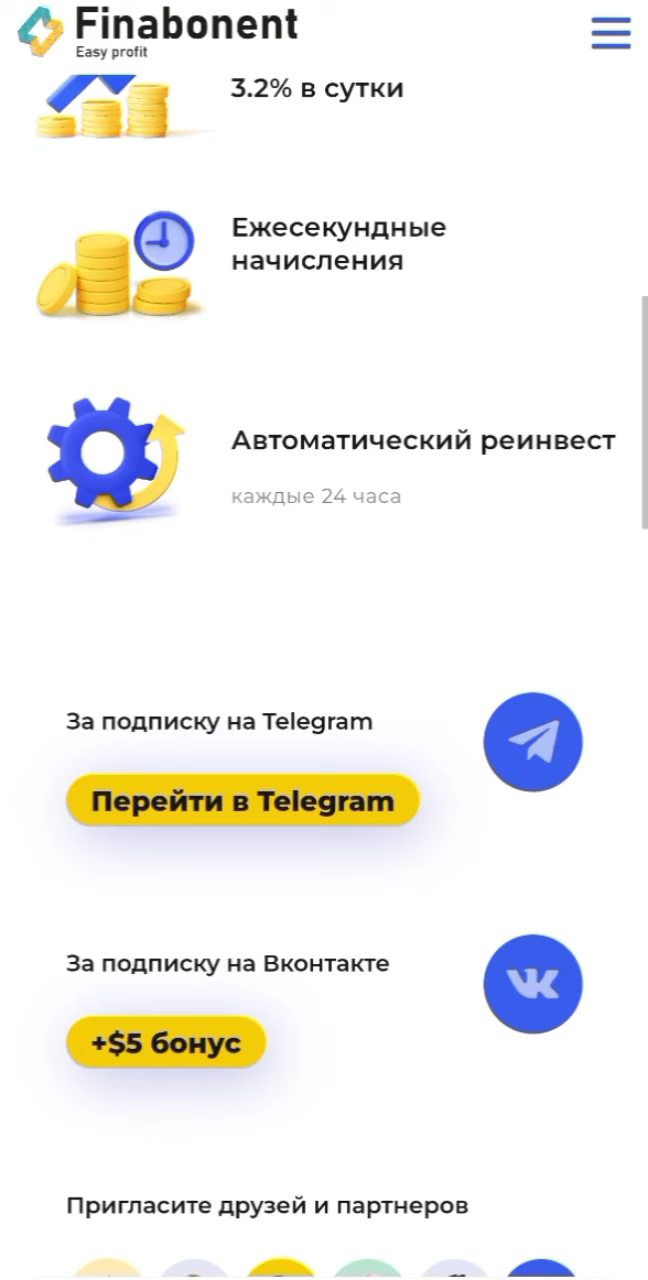 Finabonent
Easy profit
3.2% в сутки
Ежесекундные
начисления
Автоматический реинвест
каждые 24 часа
За подписку на Telegram
Перейти в Telegram
За подписку на Вконтакте
+$5 бонус
Пригласите друзей и партнеров